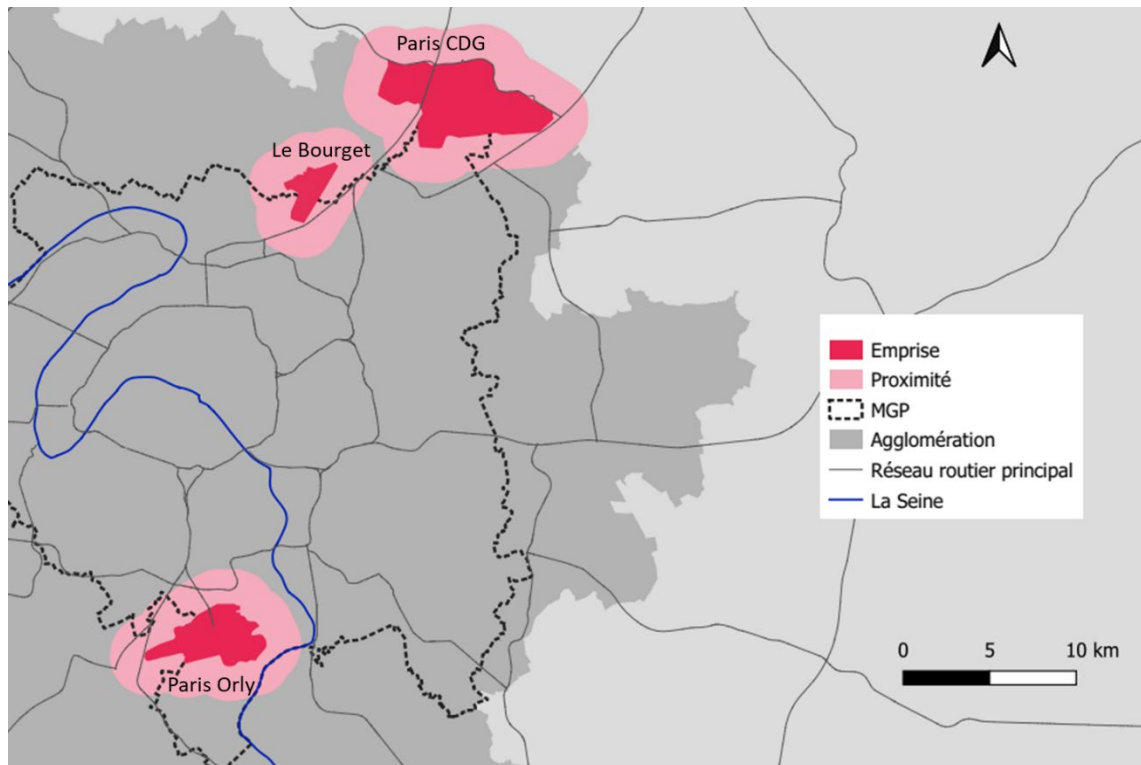 Paris CDG
Le Bourget
Emprise
Proximité
MGP
Agglomération
Réseau routier principal
La Seine
0 5 10 km
Paris Orly